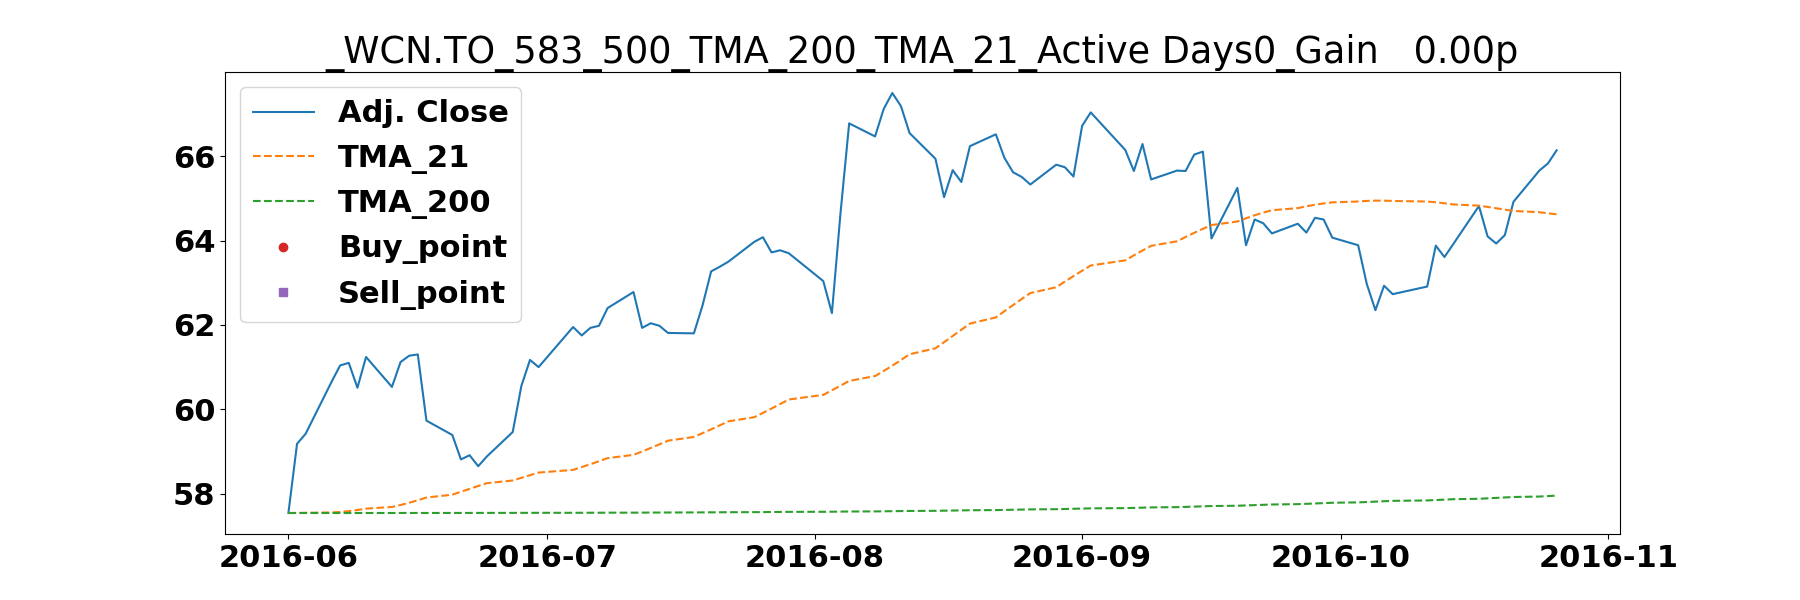 _WCN.TO_583_500_TMA_200_TMA_21_Active Days0_Gain   0.00p
Adj. Close
TMA_21
TMA_200
Buy_point
Sell_point
66
64
62
60
58
2016-06 2016-07 2016-08 2016-09 2016-10 2016-11